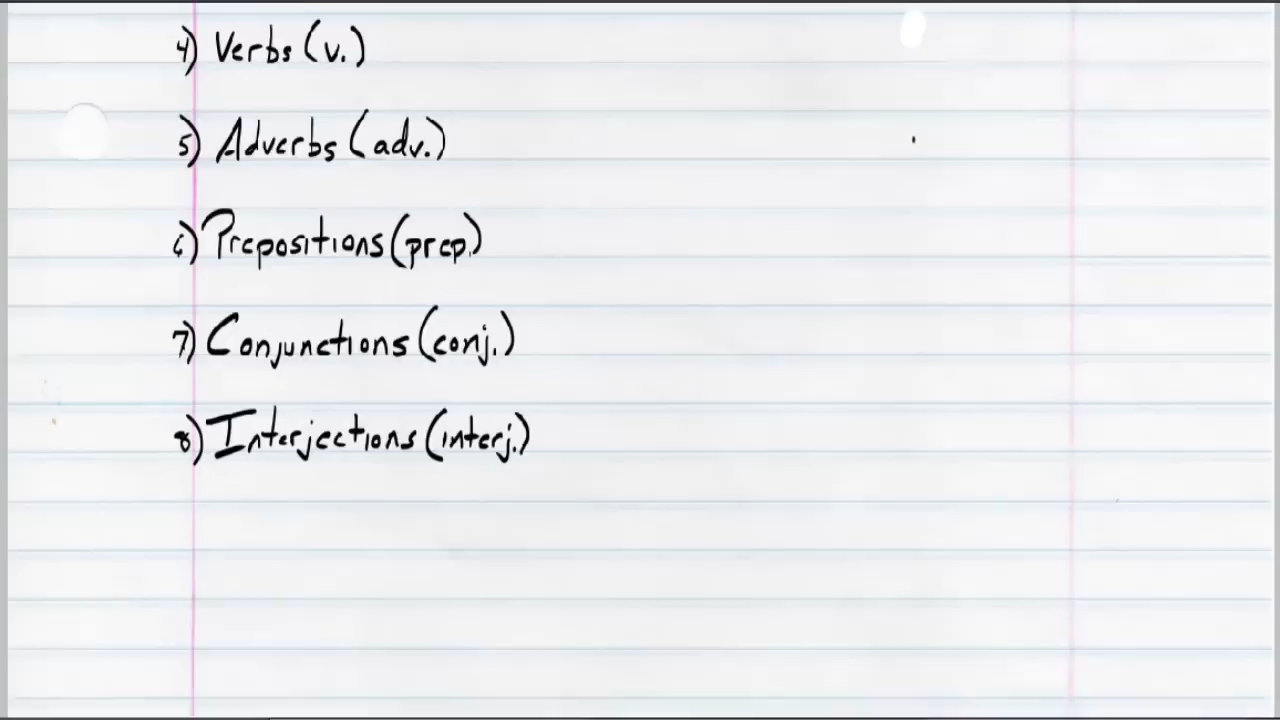 4) Verbs (v.)
5) Adverbs (adv.)
6) Prepositions (prep.)
7) Conjunctions (conj.)
8) Interjections (interj.)